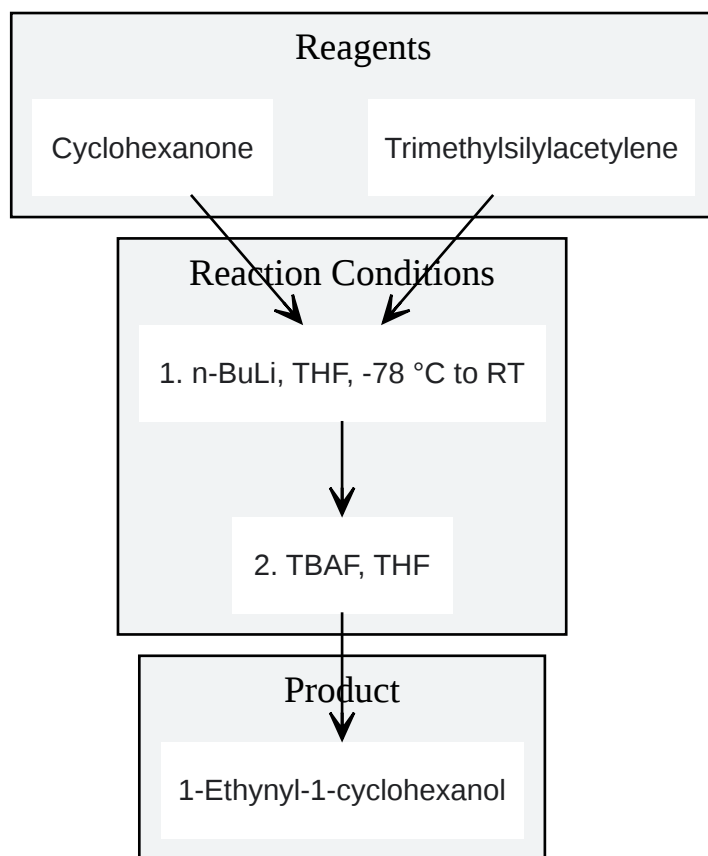 Reagents
Cyclohexanone
Trimethylsilylacetylene
Reaction Conditions
1. n-BuLi, THF, -78 °C to RT
2. TBAF, THF
Product
1-Ethynyl-1-cyclohexanol